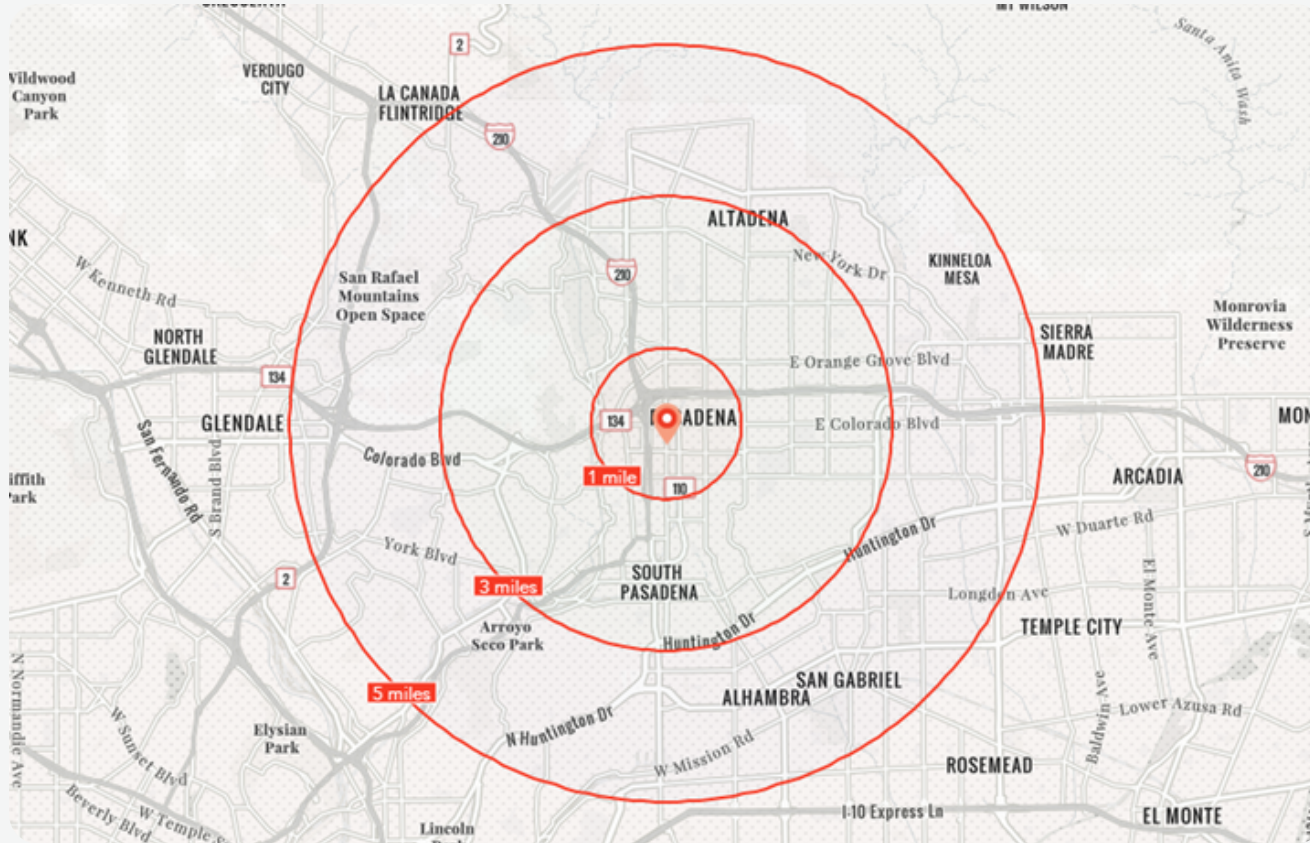 MT WILSON
2
Santa Anita Wash
VERDUGO
CITY
Wildwood
Canyon
Park
LA CANADA
FLINTRIDGE
210
ALTADENA
NK
W Kenneth Rd
New York Dr
KINNELOA
MESA
210
San Rafael
Mountains
Open Space
Monrovia
Wilderness
Preserve
NORTH
GLENDALE
SIERRA
MADRE
E Orange Grove Blvd
134
GLENDALE
134
E Colorado Blvd
MON
San Fernando Rd
S Brand Blvd
Colorado Blvd
1 mile
110
ARCADIA
210
Park
Huntington Dr
W Duarte Rd
York Blvd
2
3 miles
SOUTH
PASADENA
Longden Ave
El Monte Ave
Arroyo
Seco Park
Huntington Dr
TEMPLE CITY
N Normandie Ave
5 miles
SAN GABRIEL
ALHAMBRA
Baldwin Ave
Lower Azusa Rd
W Sunset Blvd
Elysian
Park
N Huntington Dr
W Mission Rd
ROSEMEAD
Beverly Blvd
W Temple S
I-10 Express Ln
EL MONTE
Lincoln